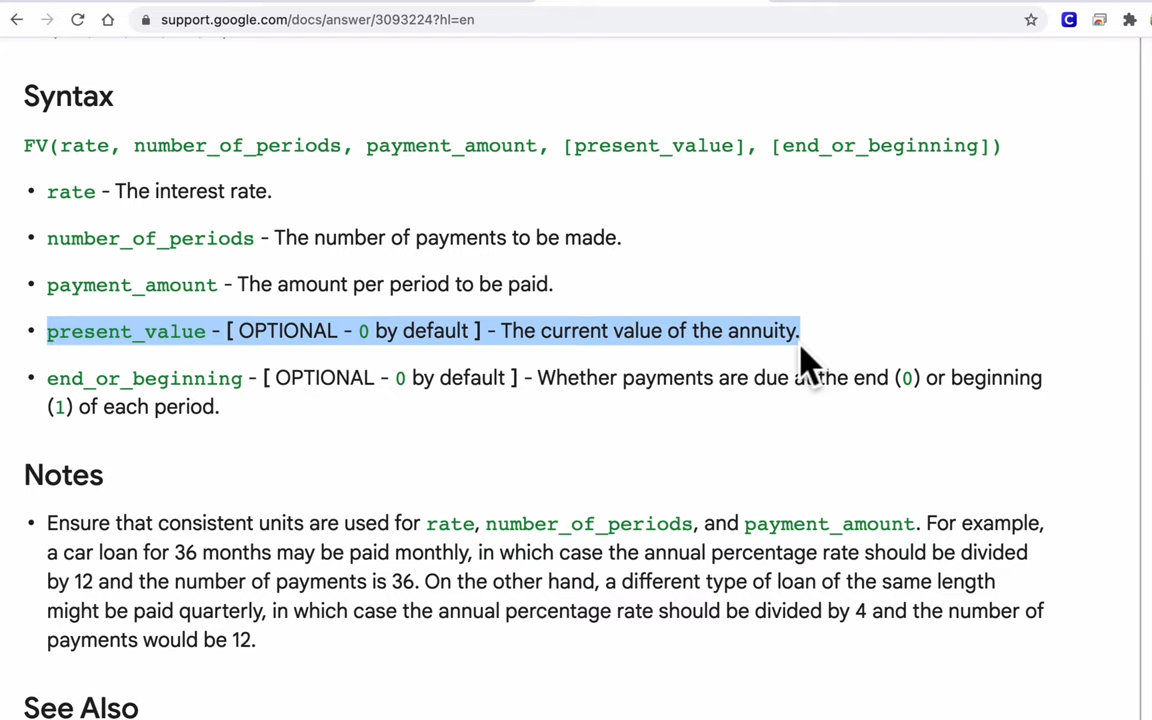 support.google.com/docs/answer/3093224?hl=en
Syntax
FV(rate, number_of_periods, payment_amount, [present_value], [end_or_beginning])
• rate - The interest rate.
• number_of_periods - The number of payments to be made.
• payment_amount - The amount per period to be paid.
• present_value - [ OPTIONAL - 0 by default ] - The current value of the annuity.
• end_or_beginning - [ OPTIONAL - 0 by default ] - Whether payments are due at the end (0) or beginning
(1) of each period.
Notes
• Ensure that consistent units are used for rate, number_of_periods, and payment_amount. For example,
a car loan for 36 months may be paid monthly, in which case the annual percentage rate should be divided
by 12 and the number of payments is 36. On the other hand, a different type of loan of the same length
might be paid quarterly, in which case the annual percentage rate should be divided by 4 and the number of
payments would be 12.
See Also